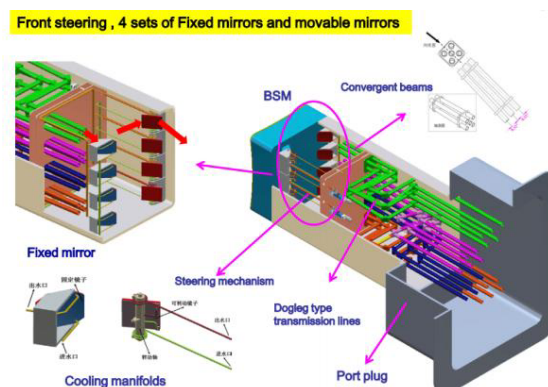 Front steering , 4 sets of Fixed mirrors and movable mirrors
Convergent beams
BSM
Fixed mirror
Steering mechanism
Dogleg type
transmission lines
Port plug
固定镜子
出水口
进水口
可转动镜子
出水口
进水口
转动轴
Cooling manifolds